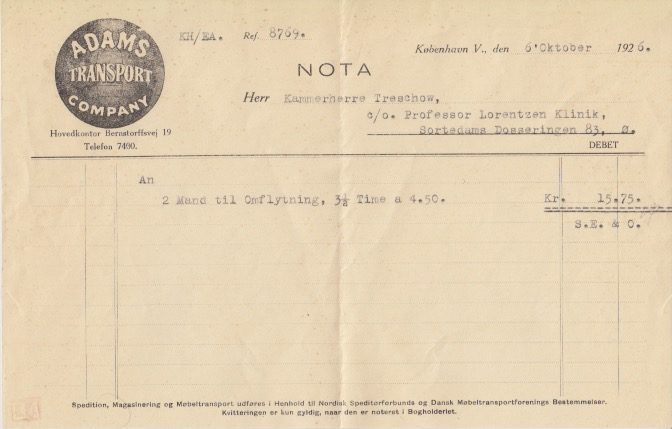 ADAMS
TRANSPORT
COMPANY
KH/EA. Ref. 8769.
København V., den 6' Oktober 1926.
NOTA
Herr Kammerherre Treschow,
c/o. Professor Lorentzen Klinik,
Sortedams Dosseringen 83, Ø.
Hovedkontor Bernstorffsvej 19
Telefon 7490.
DEBET
An
2 Mand til Omflytning, 3½ Time a 4.50. Kr. 15.75.
S.E. & O.
Spedition, Magasinering og Møbeltransport udføres i Henhold til Nordisk Speditørforbunds og Dansk Møbeltransportforenings Bestemmelser.
Kvitteringen er kun gyldig, naar den er noteret i Bogholderiet.